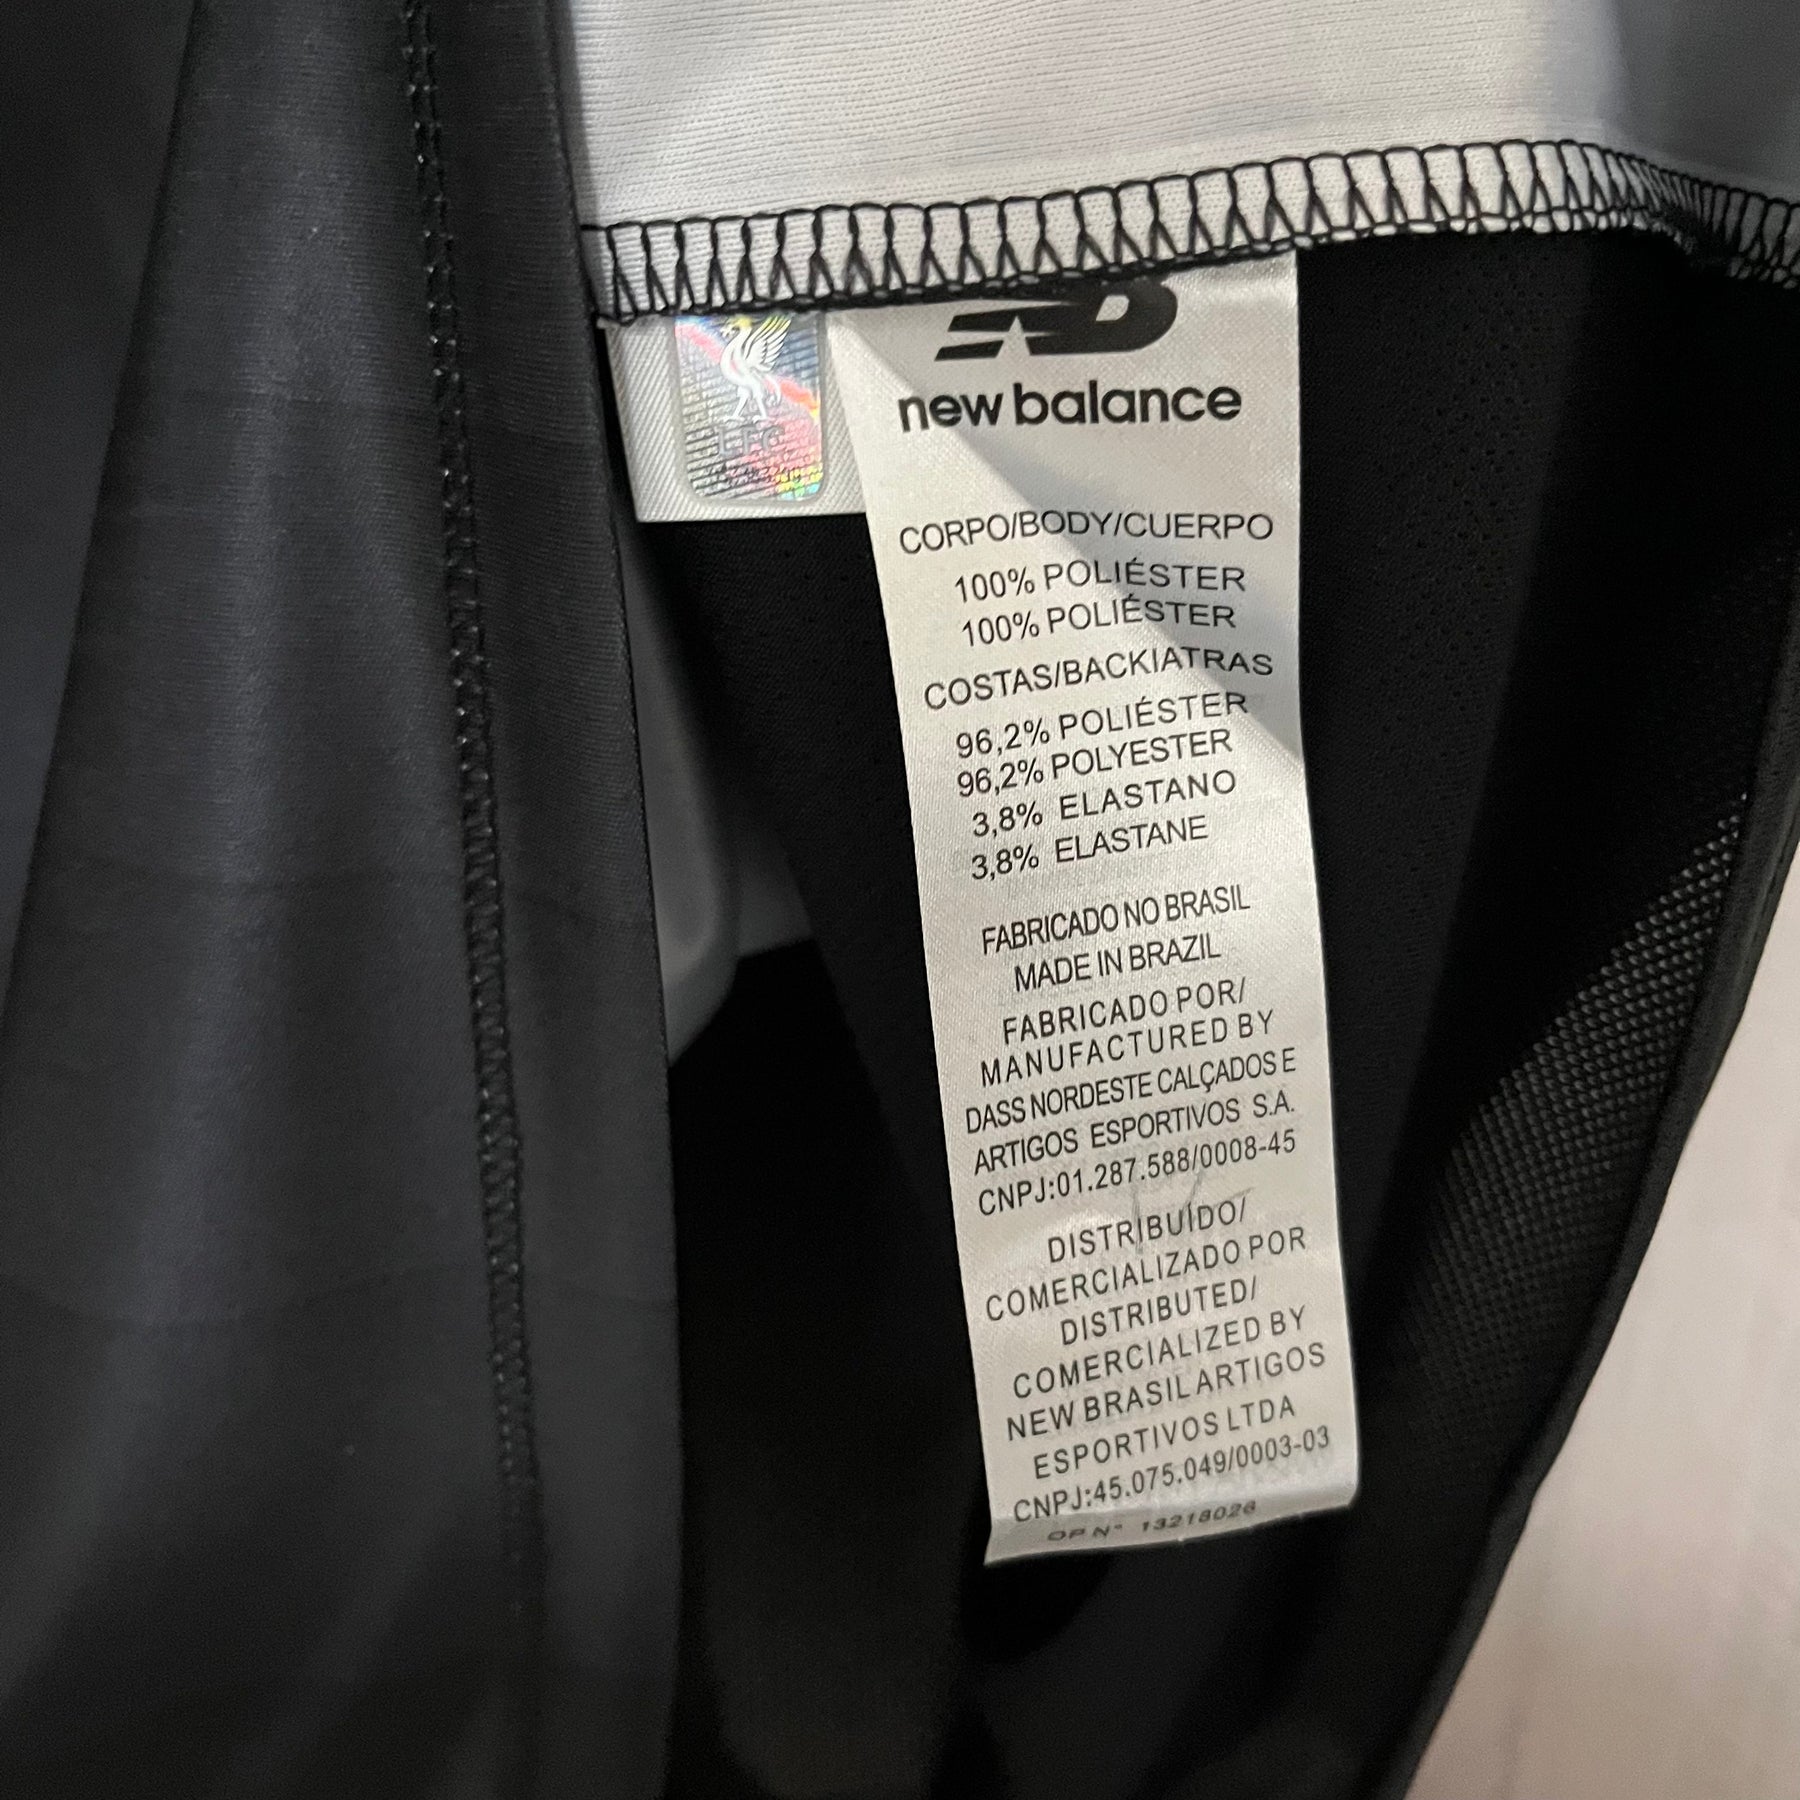 LFC
new balance
CORPO/BODY/CUERPO
100% POLIÉSTER
100% POLIÉSTER
COSTAS/BACK/ATRAS
96,2% POLIÉSTER
96,2% POLYESTER
3,8% ELASTANO
3,8% ELASTANE
FABRICADO NO BRASIL
MADE IN BRAZIL
FABRICADO POR/
MANUFACTURED BY
DASS NORDESTE CALÇADOS E
ARTIGOS ESPORTIVOS S.A.
CNPJ:01.287.588/0008-45
DISTRIBUÍDO/
COMERCIALIZADO POR
DISTRIBUTED/
COMERCIALIZED BY
NEW BRASIL ARTIGOS
ESPORTIVOS LTDA
CNPJ:45.075.049/0003-03
OP N° 13218026